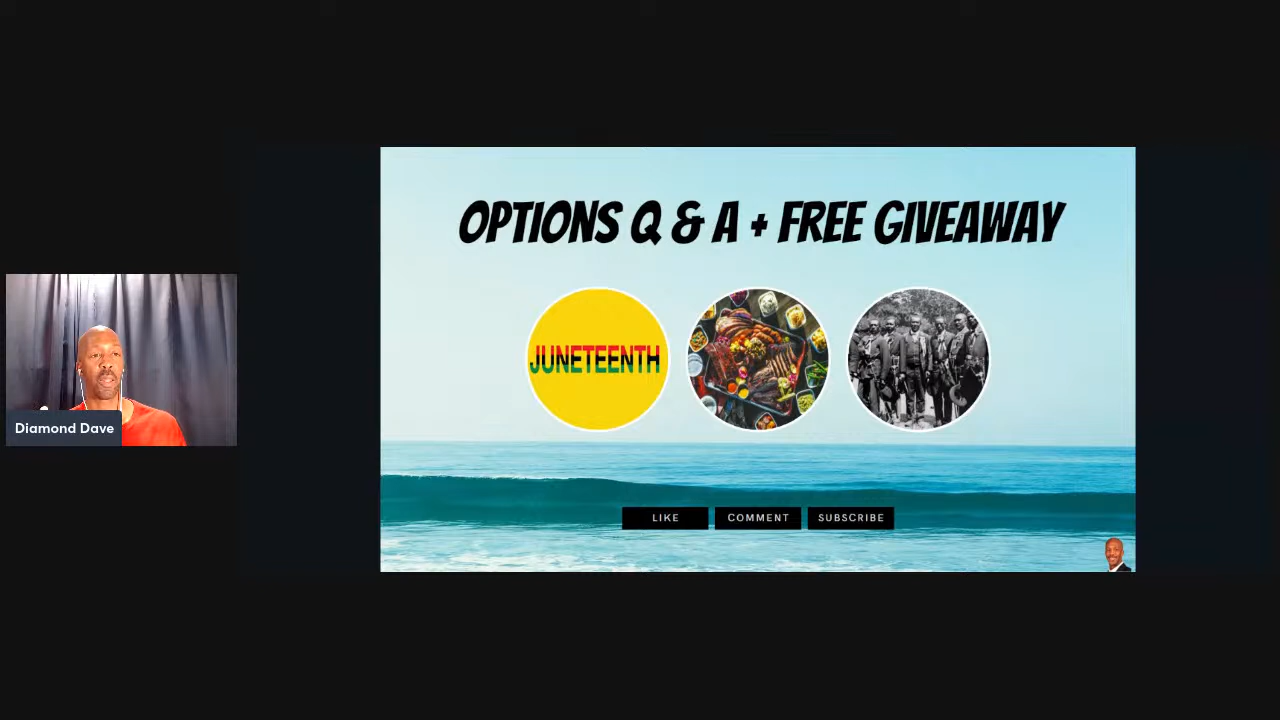 OPTIONS Q & A + FREE GIVEAWAY
JUNETEENTH
Diamond Dave
LIKE
COMMENT
SUBSCRIBE